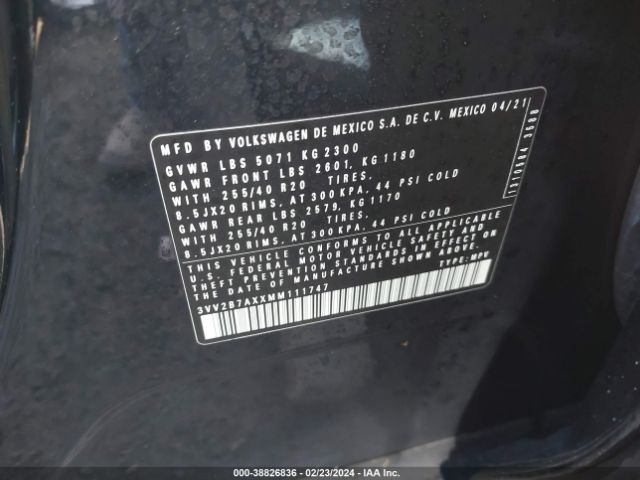 MFD BY VOLKSWAGEN DE MEXICO S.A. DE C.V. MEXICO 04/21
GVWR LBS 5071 KG 2300
GAWR FRONT LBS 2601, KG 1180
WITH 255/40 R20 TIRES,
8.5JX20 RIMS, AT 300 KPA, 44 PSI COLD
GAWR REAR LBS 2579, KG 1170
WITH 255/40 R20 TIRES,
8.5JX20 RIMS, AT 300 KPA, 44 PSI COLD
THIS VEHICLE CONFORMS TO ALL APPLICABLE
U.S. FEDERAL MOTOR VEHICLE SAFETY AND
THEFT PREVENTION STANDARDS IN EFFECT ON
THE DATE OF MANUFACTURE SHOWN ABOVE.
3VV2B7AXXMM111747 TYPE: MPV
000-38826836 - 02/23/2024 - IAA Inc.